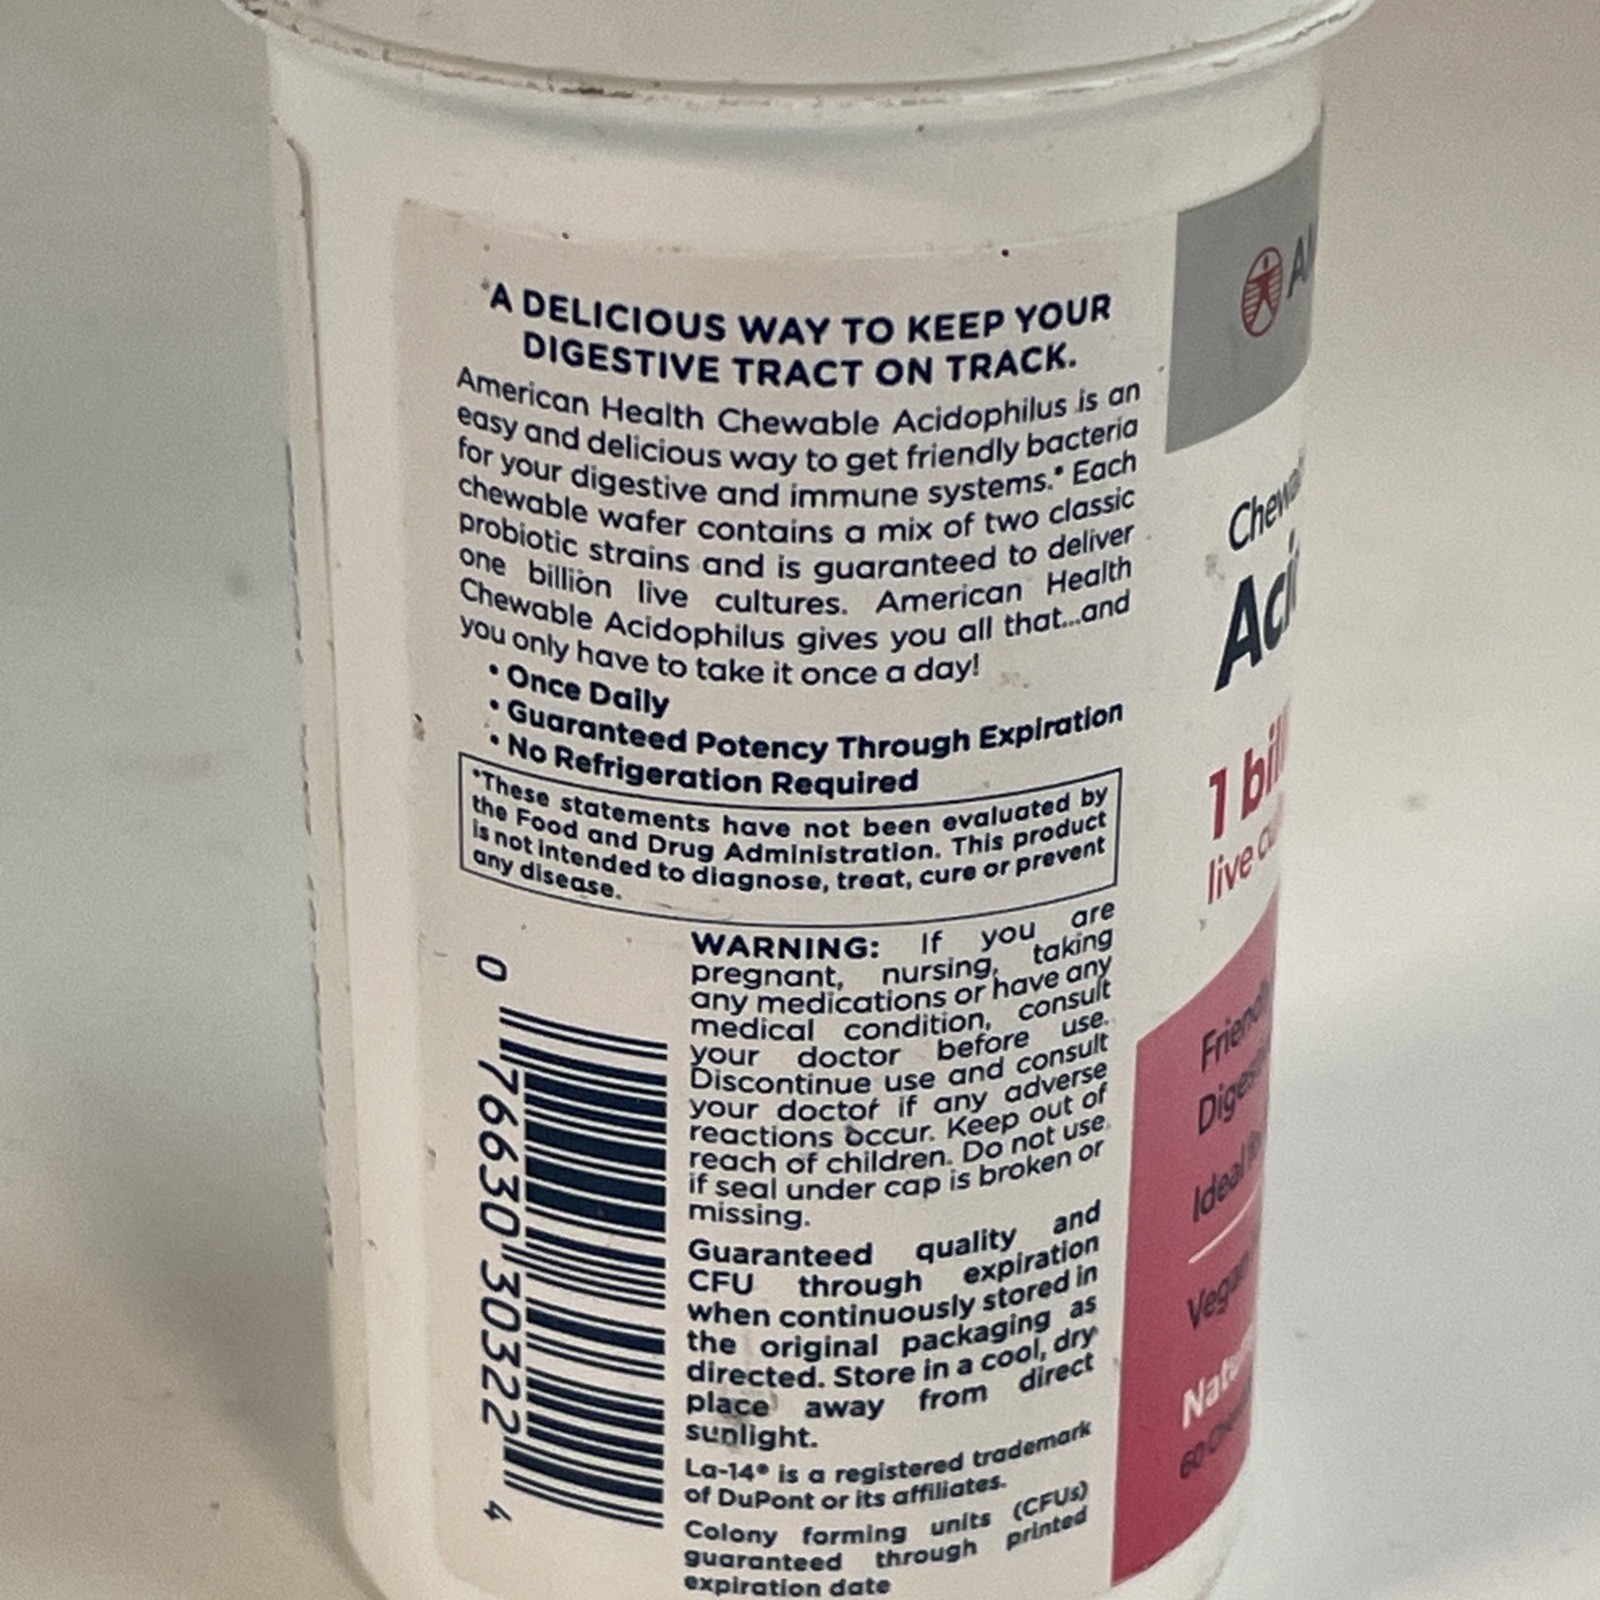 A DELICIOUS WAY TO KEEP YOUR
DIGESTIVE TRACT ON TRACK.
American Health Chewable Acidophilus is an
easy and delicious way to get friendly bacteria
for your digestive and immune systems.* Each
chewable wafer contains a mix of two classic
probiotic strains and is guaranteed to deliver
one billion live cultures. American Health
Chewable Acidophilus gives you all that...and
you only have to take it once a day!
• Once Daily
• Guaranteed Potency Through Expiration
• No Refrigeration Required
*These statements have not been evaluated by
the Food and Drug Administration. This product
is not intended to diagnose, treat, cure or prevent
any disease.
WARNING: If you are
pregnant, nursing, taking
any medications or have any
medical condition, consult
your doctor before use.
Discontinue use and consult
your doctor if any adverse
reactions occur. Keep out of
reach of children. Do not use
if seal under cap is broken or
missing.
Guaranteed quality and
CFU through expiration
when continuously stored in
the original packaging as
directed. Store in a cool, dry
place away from direct
sunlight.
La-14® is a registered trademark
of DuPont or its affiliates.
Colony forming units (CFUs)
guaranteed through printed
expiration date
0 76630 30322 4
1
live